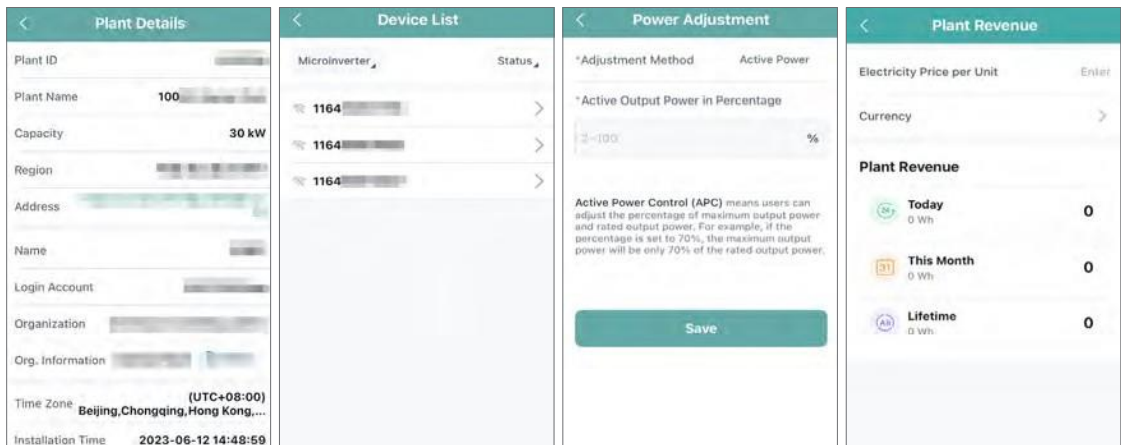 Plant Details
Plant ID
Plant Name 100
Capacity 30 kW
Region
Address
Name
Login Account
Organization
Org. Information
Time Zone (UTC+08:00)
Beijing,Chongqing,Hong Kong,...
Installation Time 2023-06-12 14:48:59
Device List
Microinverter Status
1164
1164
1164
Power Adjustment
*Adjustment Method Active Power
*Active Output Power in Percentage
2~100 %
Active Power Control (APC) means users can
adjust the percentage of maximum output power
and rated output power. For example, if the
percentage is set to 70%, the maximum output
power will be only 70% of the rated output power.
Save
Plant Revenue
Electricity Price per Unit Enter
Currency
Plant Revenue
Today 0
0 Wh
31
This Month 0
0 Wh
All
Lifetime 0
0 Wh